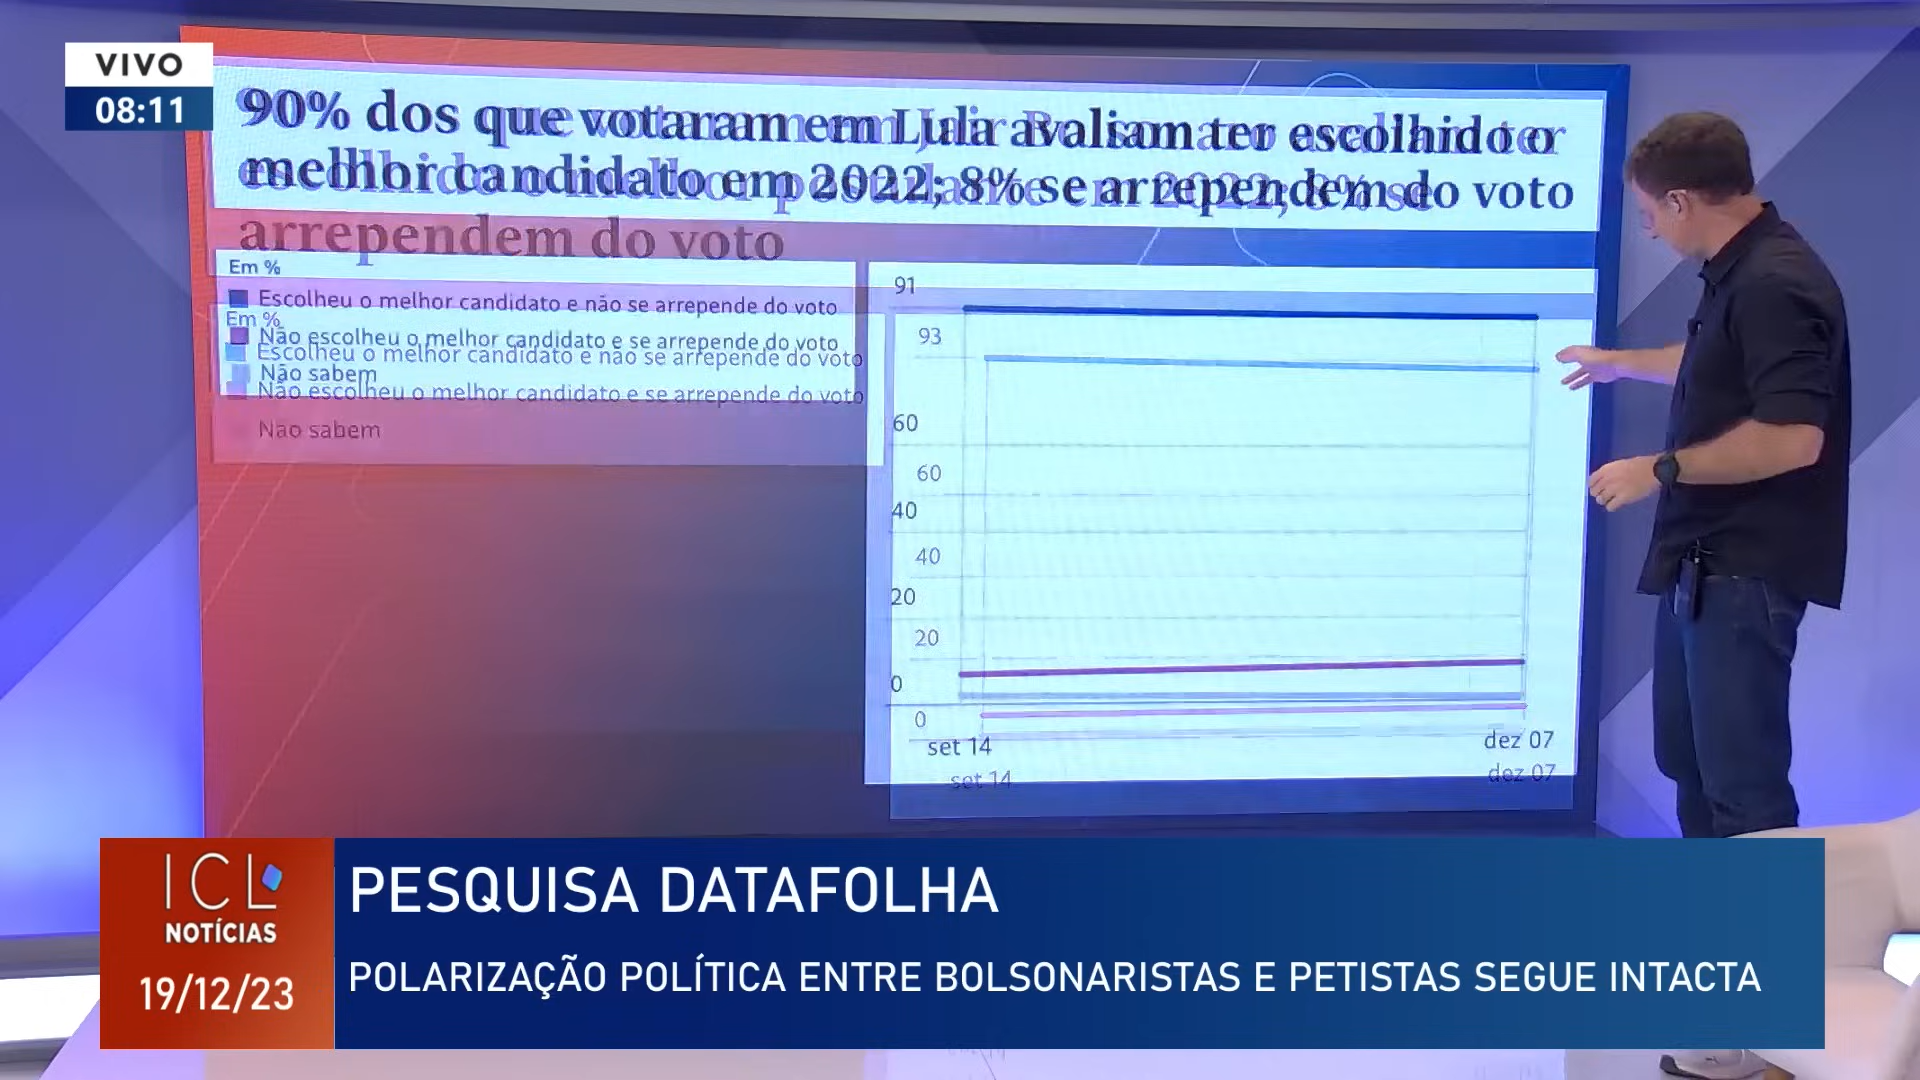 VIVO
08:11
90% dos que votaram em Lula avaliam ter escolhido o
melhor candidato em 2022; 8% se arrependem do voto
arrependem do voto
Em %
Escolheu o melhor candidato e não se arrepende do voto
Em %
Não escolheu o melhor candidato e se arrepende do voto
Escolheu o melhor candidato e não se arrepende do voto
Não sabem
Não escolheu o melhor candidato e se arrepende do voto
Não sabem
91
93
60
60
40
40
20
20
0
0
set 14
dez 07
set 14
dez 07
ICL
NOTÍCIAS
19/12/23
PESQUISA DATAFOLHA
POLARIZAÇÃO POLÍTICA ENTRE BOLSONARISTAS E PETISTAS SEGUE INTACTA